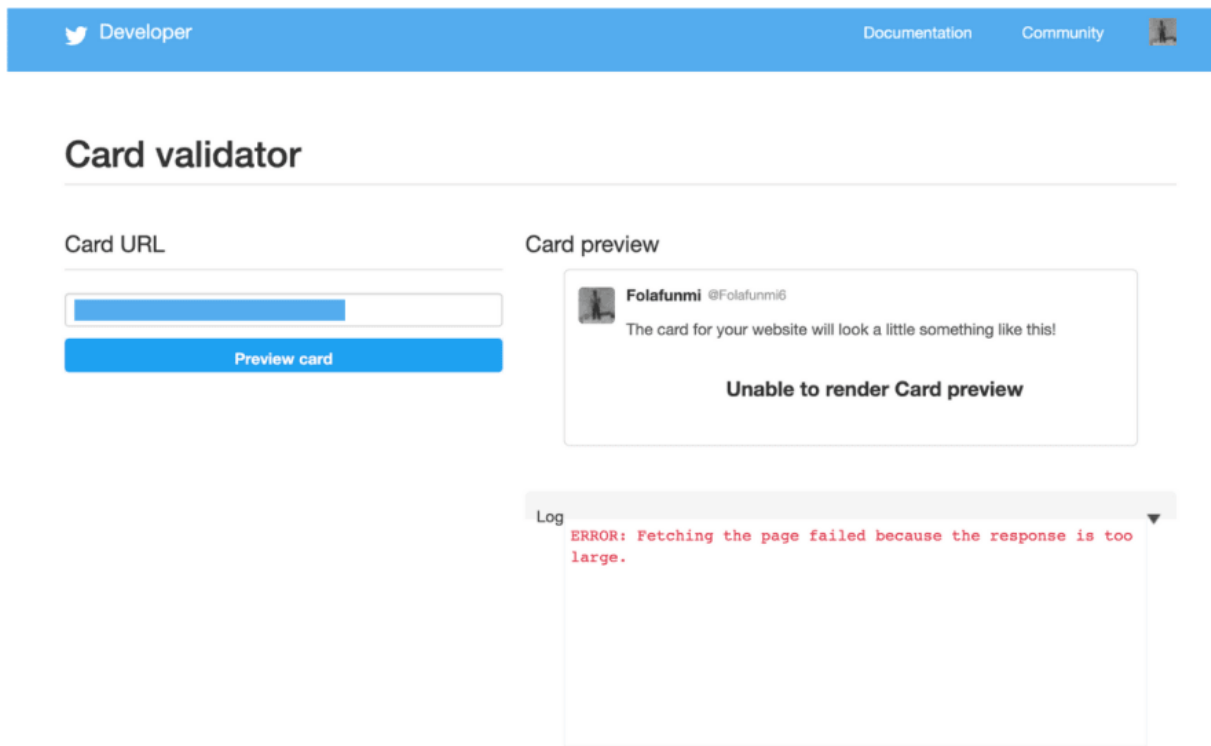 Developer
Documentation
Community
Card validator
Card URL
Preview card
Card preview
Folafunmi @Folafunmi6
The card for your website will look a little something like this!
Unable to render Card preview
Log
ERROR: Fetching the page failed because the response is too
large.